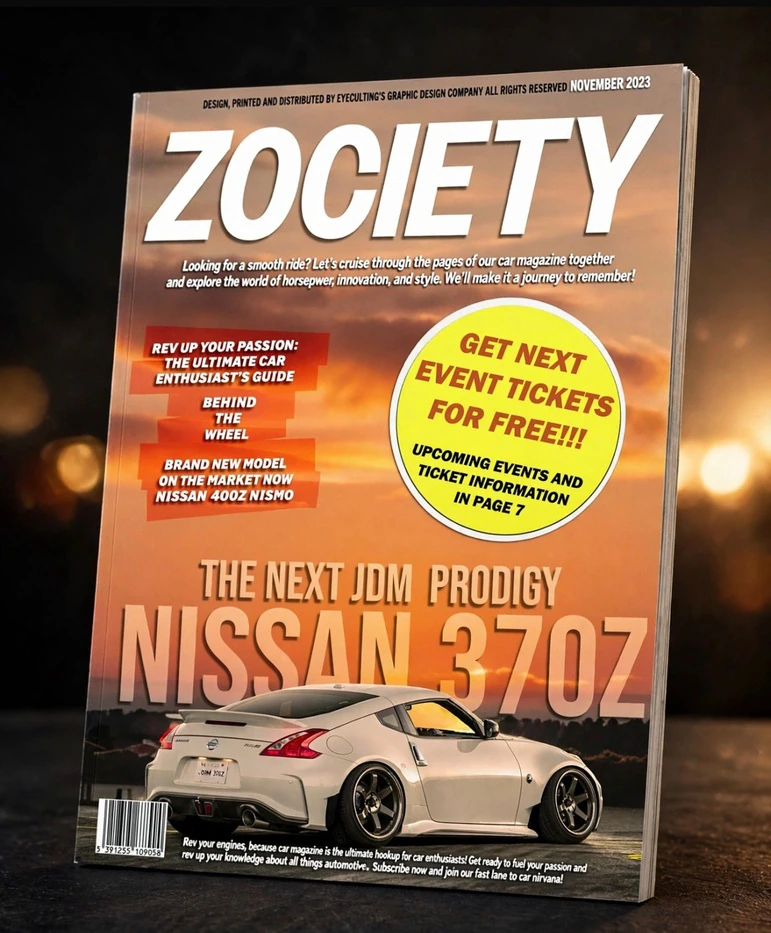 DESIGN, PRINTED AND DISTRIBUTED BY EYECULTING'S GRAPHIC DESIGN COMPANY ALL RIGHTS RESERVED NOVEMBER 2023
ZOCIETY
Looking for a smooth ride? Let's cruise through the pages of our car magazine together
and explore the world of horsepwer, innovation, and style. We'll make it a journey to remember!
REV UP YOUR PASSION:
THE ULTIMATE CAR
ENTHUSIAST'S GUIDE
BEHIND
THE
WHEEL
BRAND NEW MODEL
ON THE MARKET NOW
NISSAN 400Z NISMO
GET NEXT
EVENT TICKETS
FOR FREE!!!
UPCOMING EVENTS AND
TICKET INFORMATION
IN PAGE 7
THE NEXT JDM PRODIGY
NISSAN 370Z
JDM 370Z
5 391255 109058
Rev your engines, because car magazine is the ultimate hookup for car enthusiasts! Get ready to fuel your passion and
rev up your knowledge about all things automotive. Subscribe now and join our fast lane to car nirvana!